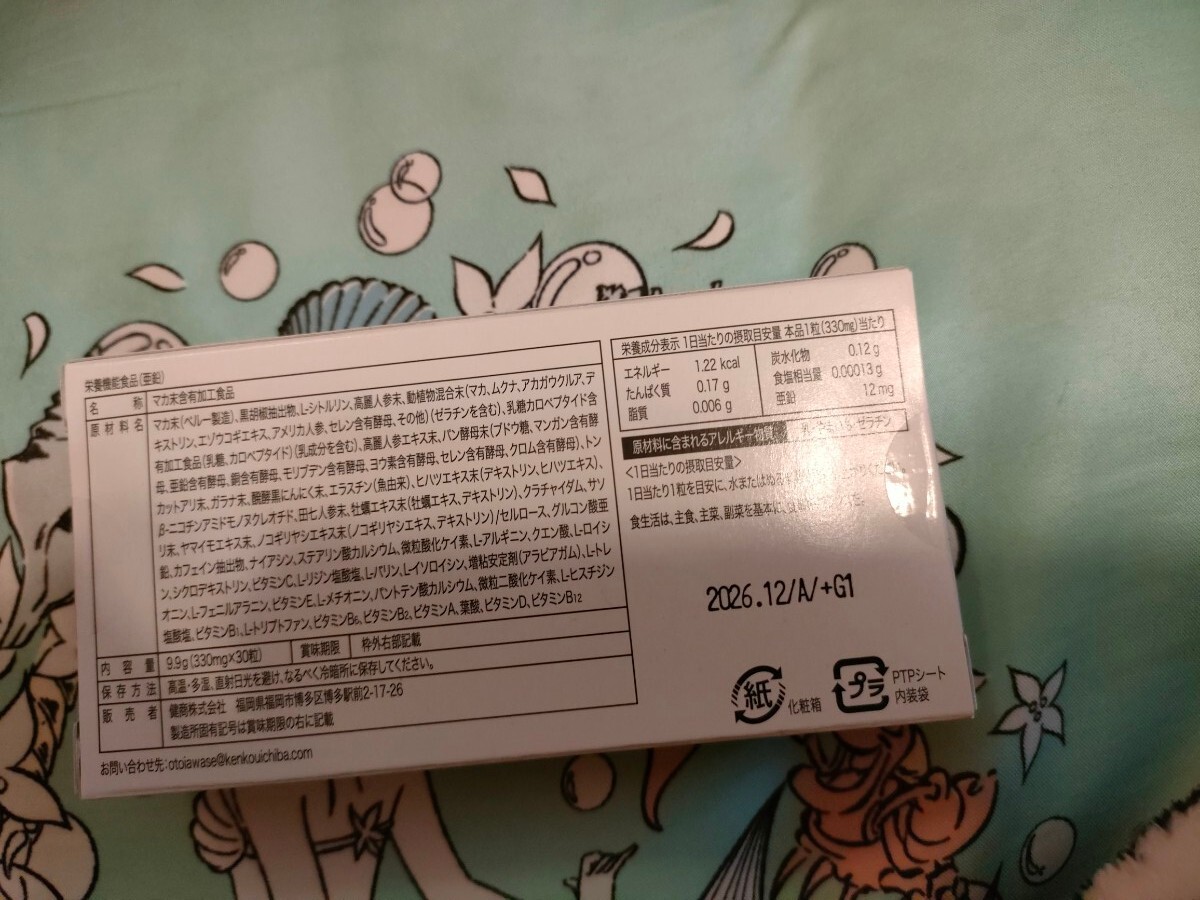 栄養機能食品(亜鉛)
名称 マカ末含有加工食品
原材料名 マカ末(ペルー製造)、黒胡椒抽出物、L-シトルリン、高麗人参末、動植物混合末(マカ、ムクナ、アカガウクルア、デ
キストリン、エゾウコギエキス、アメリカ人参、セレン含有酵母、その他)(ゼラチンを含む)、乳糖カロペプタイド含
有加工食品(乳糖、カロペプタイド)(乳成分を含む)、高麗人参エキス末、パン酵母末(ブドウ糖、マンガン含有酵
母、亜鉛含有酵母、銅含有酵母、モリブデン含有酵母、ヨウ素含有酵母、セレン含有酵母、クロム含有酵母)、トン
カットアリ末、ガラナ末、醗酵黒にんにく末、エラスチン(魚由来)、ヒハツエキス末(デキストリン、ヒハツエキス)、
β-ニコチンアミドモノヌクレオチド、田七人参末、牡蠣エキス末(牡蠣エキス、デキストリン)、クラチャイダム、サソ
リ末、ヤマイモエキス末、ノコギリヤシエキス末(ノコギリヤシエキス、デキストリン)/セルロース、グルコン酸亜
鉛、カフェイン抽出物、ナイアシン、ステアリン酸カルシウム、微粒酸化ケイ素、L-アルギニン、クエン酸、L-ロイシ
ン、シクロデキストリン、ビタミンC、L-リジン塩酸塩、L-バリン、L-イソロイシン、増粘安定剤(アラビアガム)、L-トレ
オニン、L-フェニルアラニン、ビタミンE、L-メチオニン、パントテン酸カルシウム、微粒二酸化ケイ素、L-ヒスチジン
塩酸塩、ビタミンB1、L-トリプトファン、ビタミンB6、ビタミンB2、ビタミンA、葉酸、ビタミンD、ビタミンB12
内容量 9.9g(330mg×30粒) 賞味期限 枠外右部記載
保存方法 高温・多湿、直射日光を避け、なるべく冷暗所に保存してください。
販売者 健商株式会社 福岡県福岡市博多区博多駅前2-17-26
製造所固有記号は賞味期限の右に記載
お問い合わせ先:otoiawase@kenkouichiba.com
栄養成分表示 1日当たりの摂取目安量 本品1粒(330mg)当たり
エネルギー 1.22 kcal 炭水化物 0.12 g
たんぱく質 0.17 g 食塩相当量 0.00013 g
脂質 0.006 g 亜鉛 12 mg
原材料に含まれるアレルギー物質 ゼラチン
<1日当たりの摂取目安量>
1日当たり1粒を目安に、水または
食生活は、主食、主菜、副菜を基本に、
2026.12/A/+G1
紙 化粧箱
プラ PTPシート
内装袋